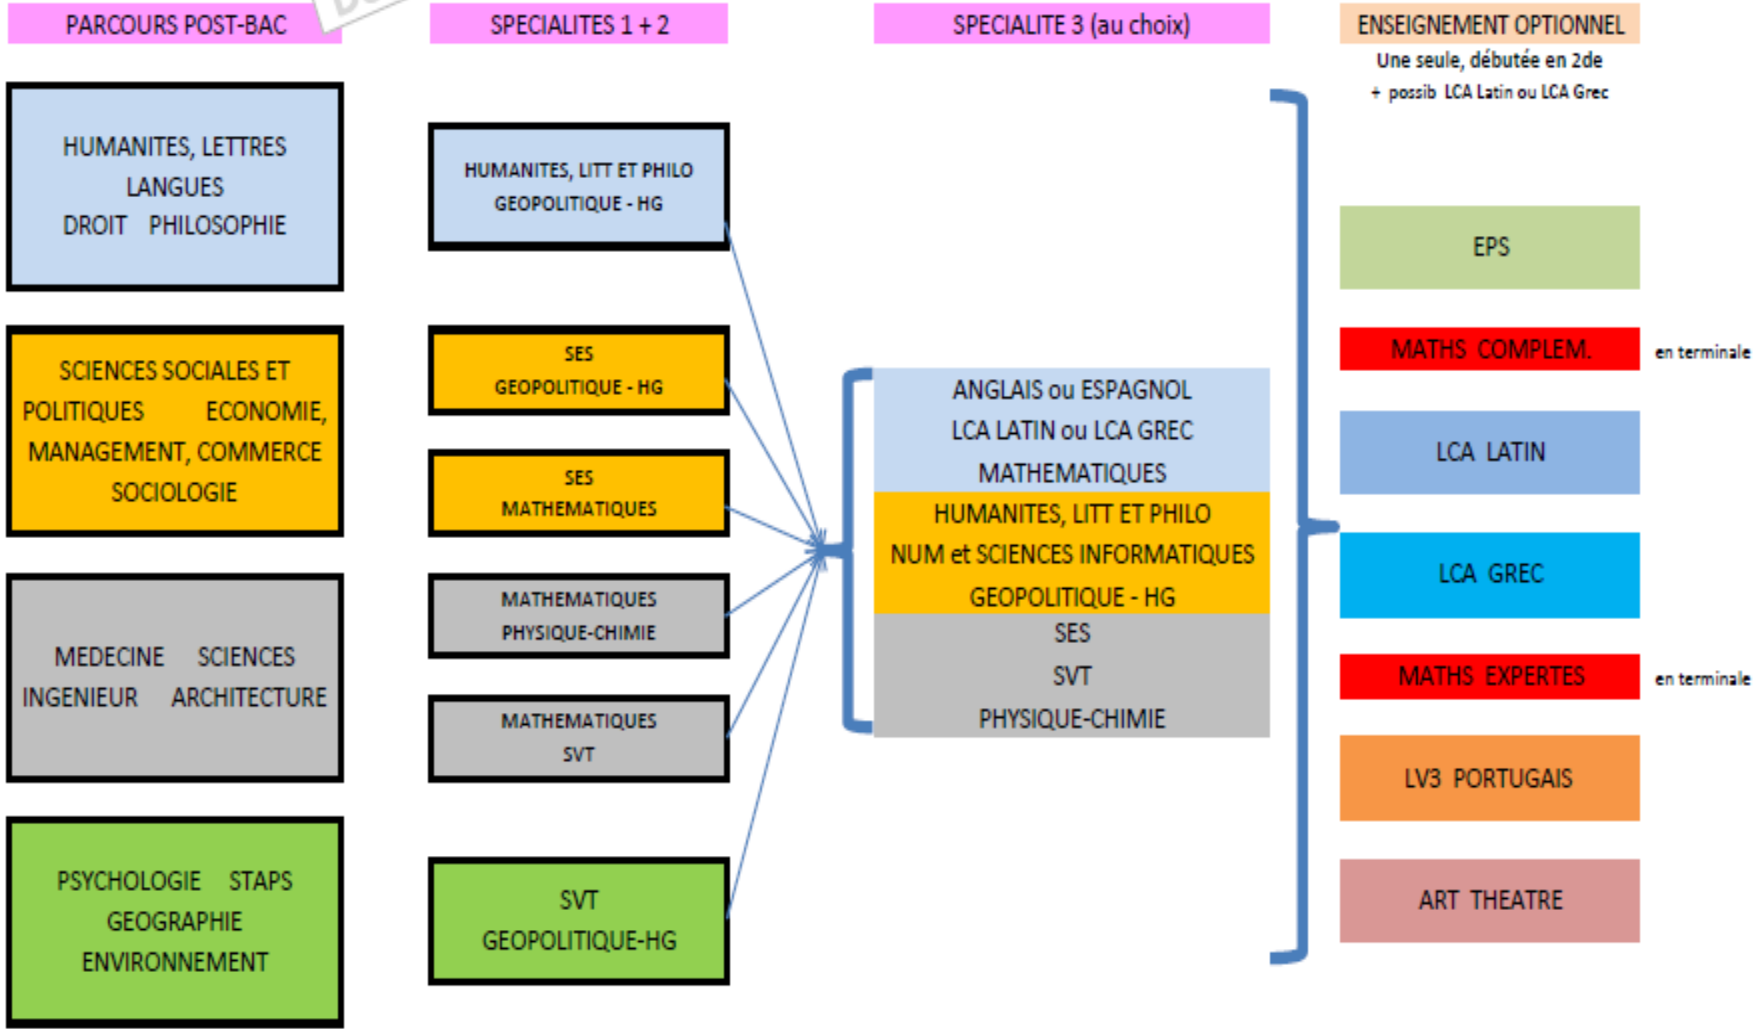 PARCOURS POST-BAC
HUMANITES, LETTRES
LANGUES
DROIT PHILOSOPHIE
SCIENCES SOCIALES ET
POLITIQUES ECONOMIE,
MANAGEMENT, COMMERCE
SOCIOLOGIE
MEDECINE SCIENCES
INGENIEUR ARCHITECTURE
PSYCHOLOGIE STAPS
GEOGRAPHIE
ENVIRONNEMENT
SPECIALITES 1 + 2
HUMANITES, LITT ET PHILO
GEOPOLITIQUE - HG
SES
GEOPOLITIQUE - HG
SES
MATHEMATIQUES
MATHEMATIQUES
PHYSIQUE-CHIMIE
MATHEMATIQUES
SVT
SVT
GEOPOLITIQUE-HG
SPECIALITE 3 (au choix)
ANGLAIS ou ESPAGNOL
LCA LATIN ou LCA GREC
MATHEMATIQUES
HUMANITES, LITT ET PHILO
NUM et SCIENCES INFORMATIQUES
GEOPOLITIQUE - HG
SES
SVT
PHYSIQUE-CHIMIE
ENSEIGNEMENT OPTIONNEL
Une seule, débutée en 2de
+ possib LCA Latin ou LCA Grec
EPS
MATHS COMPLEM. en terminale
LCA LATIN
LCA GREC
MATHS EXPERTES en terminale
LV3 PORTUGAIS
ART THEATRE